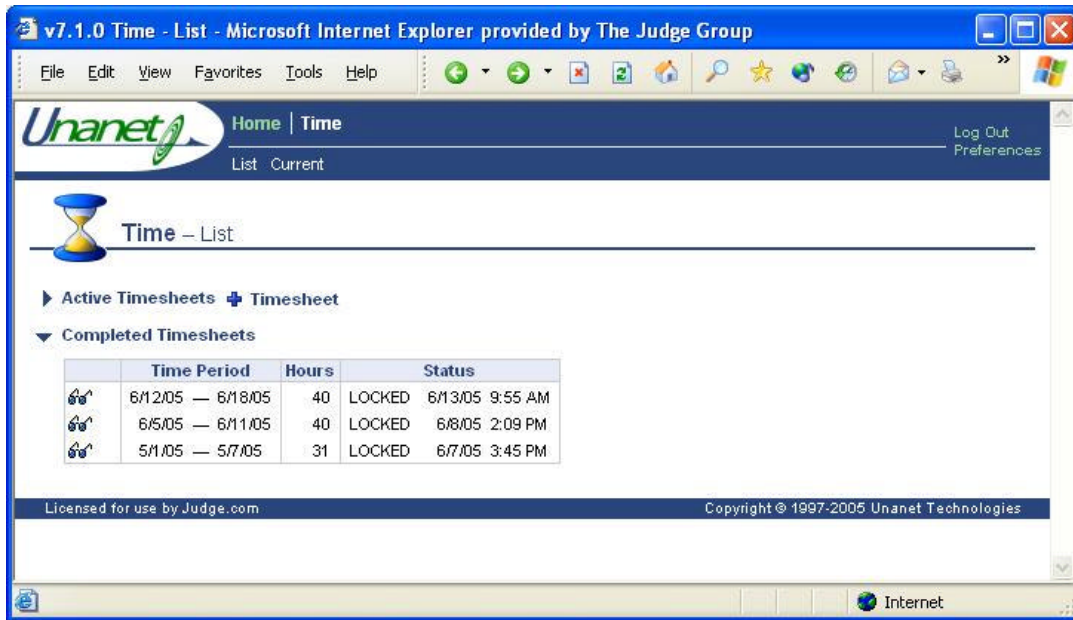 v7.1.0 Time - List - Microsoft Internet Explorer provided by The Judge Group
File Edit View Favorites Tools Help »
Unanet
Home | Time
Log Out
Preferences
List Current
Time – List
Active Timesheets Timesheet
Completed Timesheets
Time Period Hours Status
6/12/05 — 6/18/05 40 LOCKED 6/13/05 9:55 AM
6/5/05 — 6/11/05 40 LOCKED 6/8/05 2:09 PM
5/1/05 — 5/7/05 31 LOCKED 6/7/05 3:45 PM
Licensed for use by Judge.com Copyright © 1997-2005 Unanet Technologies
Internet